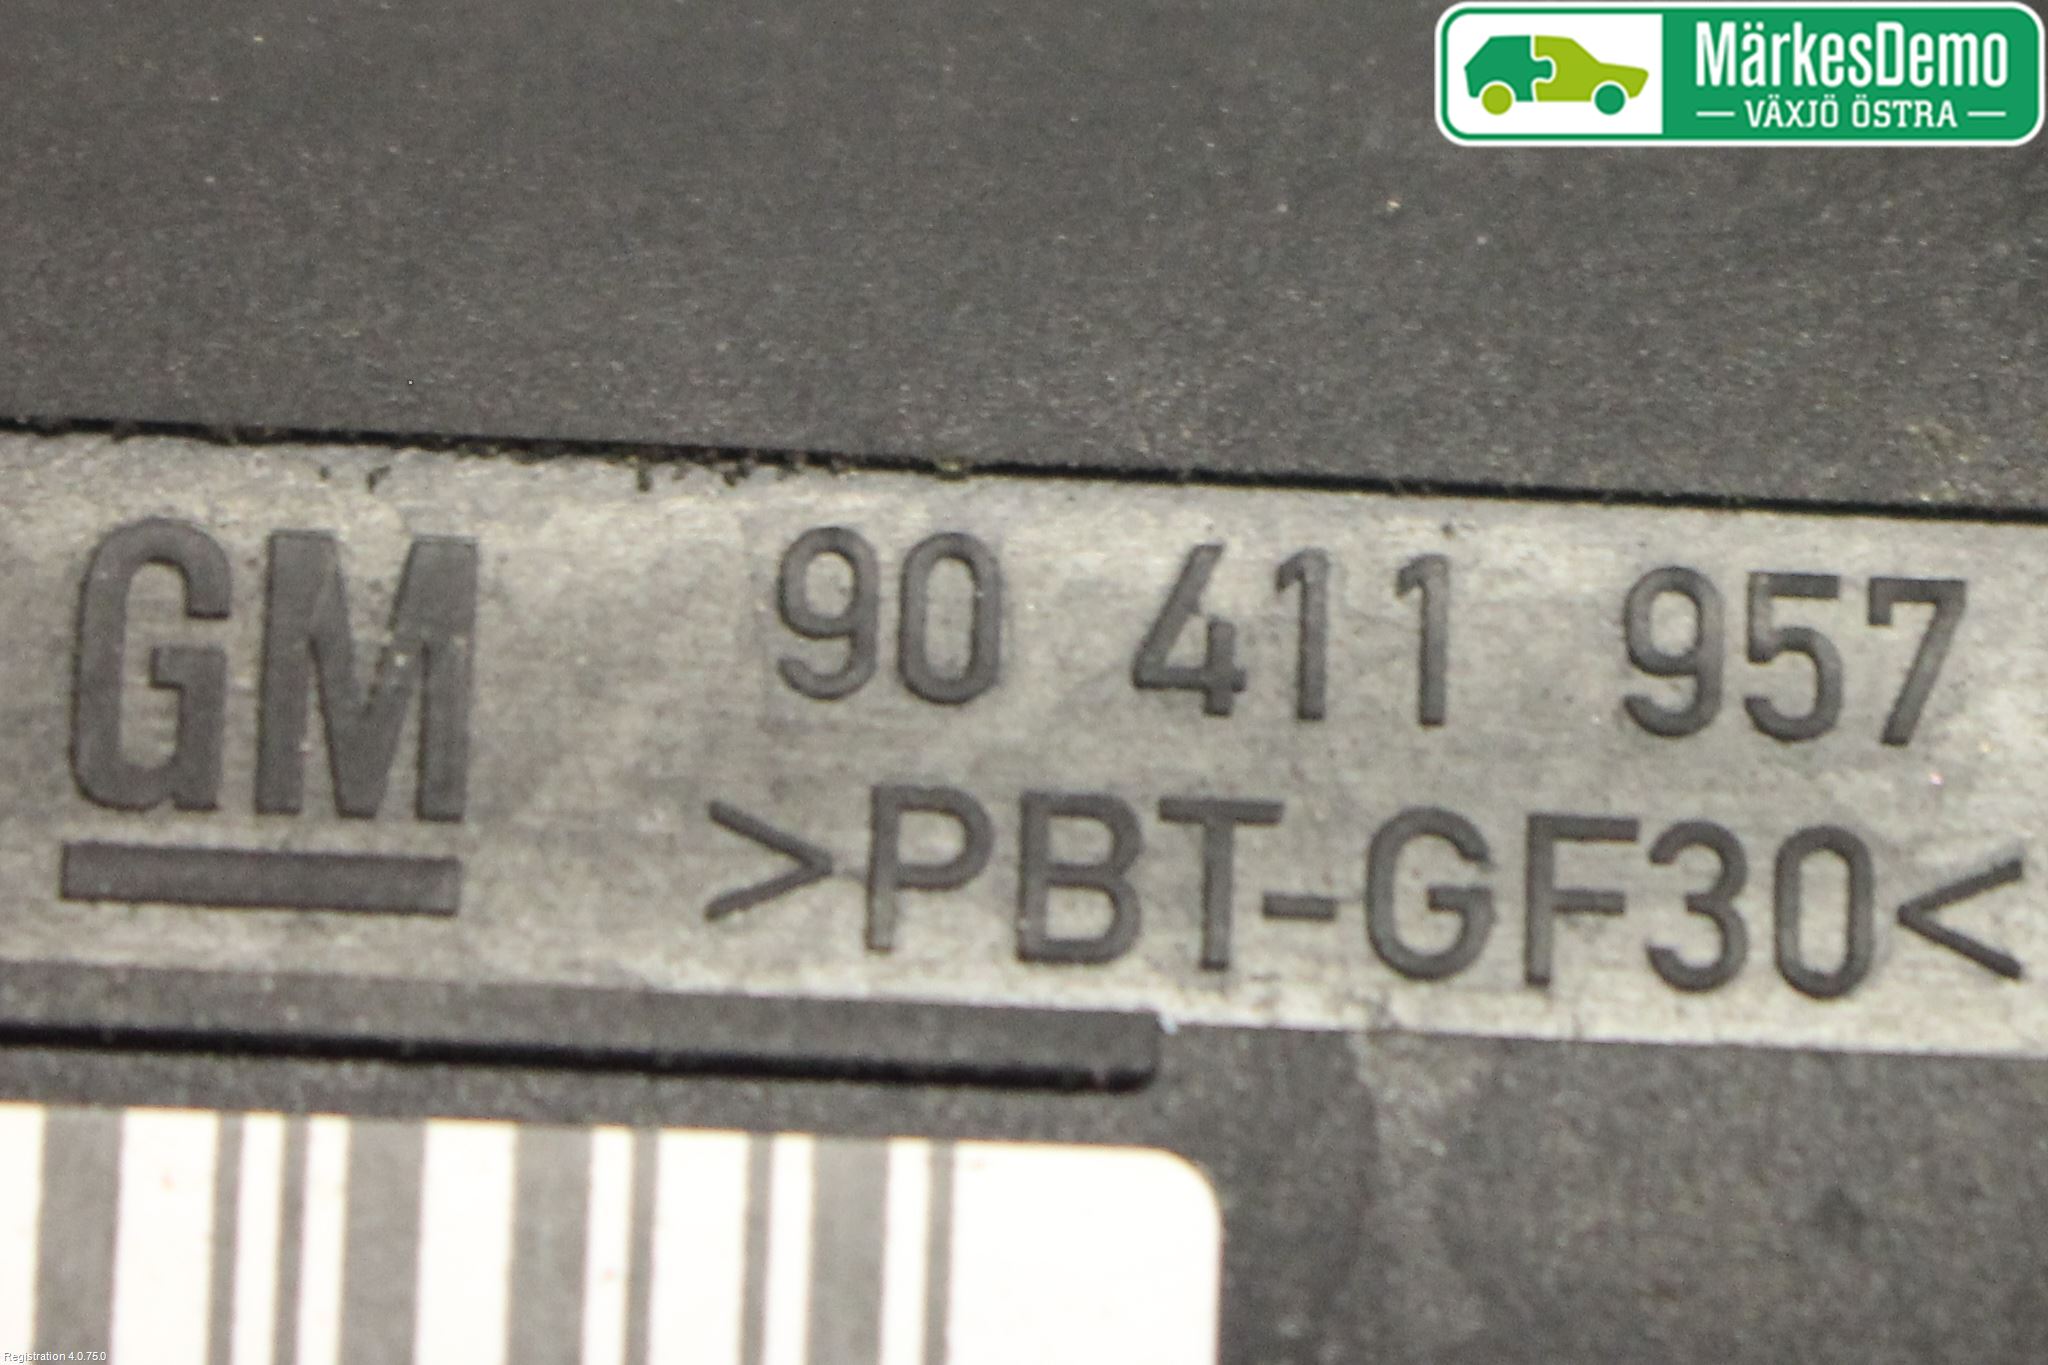 MärkesDemo
VÄXJÖ ÖSTRA
GM
90 411 957
>PBT-GF30<
Registration 4.0.75.0